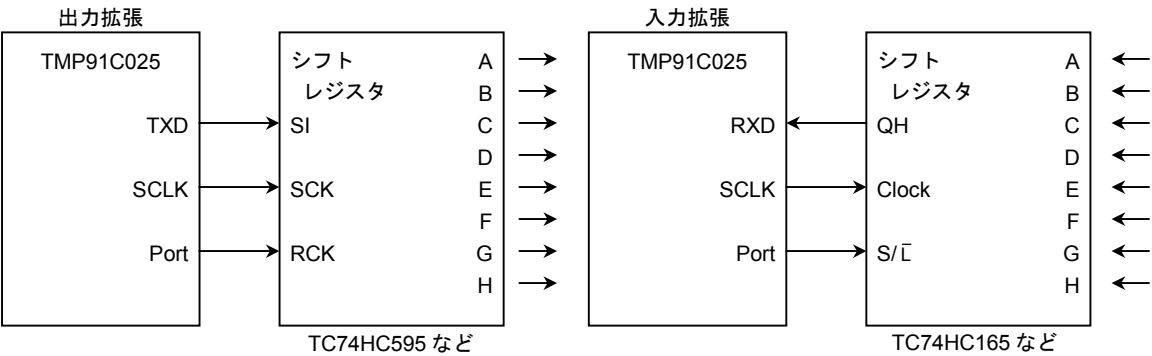 出力拡張
TMP91C025
TXD
SCLK
Port
シフト
レジスタ
SI
SCK
RCK
A
B
C
D
E
F
G
H
TC74HC595 など
入力拡張
TMP91C025
RXD
SCLK
Port
シフト
レジスタ
QH
Clock
S/L̄
A
B
C
D
E
F
G
H
TC74HC165 など